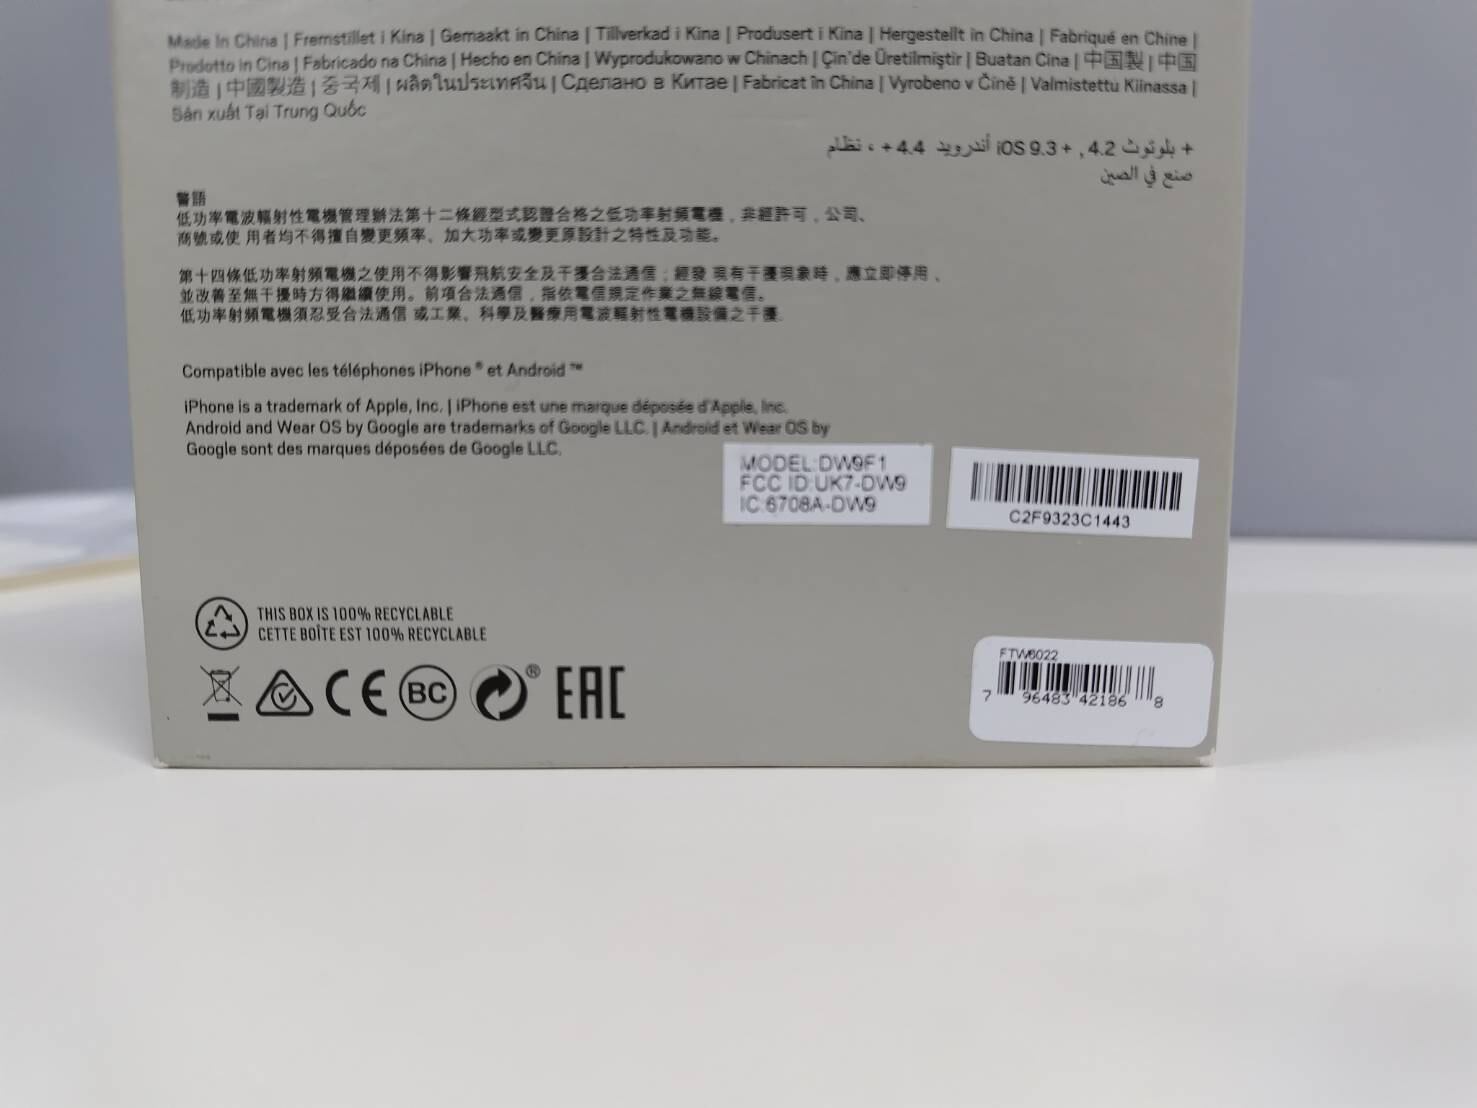 Made In China | Fremstillet i Kina | Gemaakt in China | Tillverkad i Kina | Produsert i Kina | Hergestellt in China | Fabriqué en Chine |
Prodotto in Cina | Fabricado na China | Hecho en China | Wyprodukowano w Chinach | Çin'de Üretilmiştir | Buatan Cina | 中国製 | 中国
制造 | 中國製造 | 중국제 | ผลิตในประเทศจีน | Сделано в Китае | Fabricat în China | Vyrobeno v Číně | Valmistettu Kiinassa |
Sản xuất Tại Trung Quốc
+ بلوتوث 4.2 , + iOS 9.3 أندرويد 4.4 + ، نظام
صنع في الصين
警語
低功率電波輻射性電機管理辦法第十二條經型式認證合格之低功率射頻電機，非經許可，公司、
商號或使 用者均不得擅自變更頻率、加大功率或變更原設計之特性及功能。
第十四條低功率射頻電機之使用不得影響飛航安全及干擾合法通信；經發 現有干擾現象時，應立即停用，
並改善至無干擾時方得繼續使用。前項合法通信，指依電信規定作業之無線電信。
低功率射頻電機須忍受合法通信 或工業、科學及醫療用電波輻射性電機設備之干擾.
Compatible avec les téléphones iPhone ® et Android ™
iPhone is a trademark of Apple, Inc. | iPhone est une marque déposée d'Apple, Inc.
Android and Wear OS by Google are trademarks of Google LLC. | Android et Wear OS by
Google sont des marques déposées de Google LLC.
MODEL:DW9F1
FCC ID:UK7-DW9
IC:6708A-DW9
C2F9323C1443
THIS BOX IS 100% RECYCLABLE
CETTE BOÎTE EST 100% RECYCLABLE
CE BC ® EAC
FTW6022
7 96483 42186 8